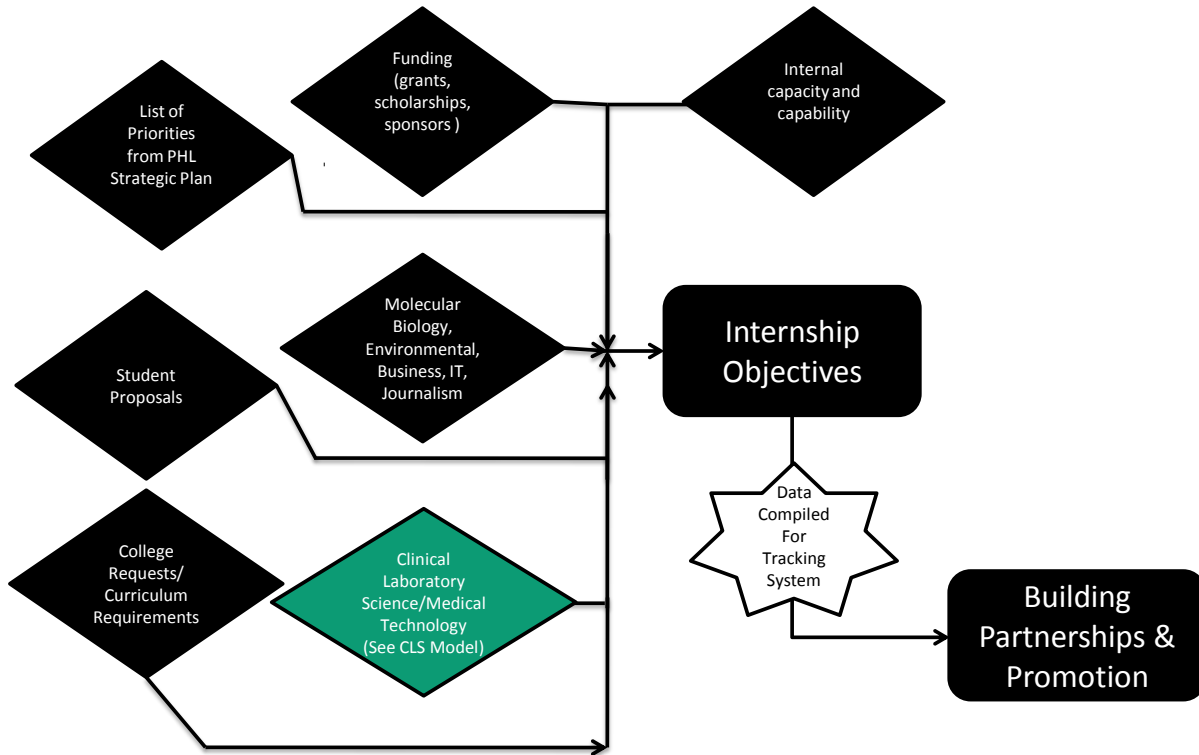 Funding
(grants,
scholarships,
sponsors )
Internal
capacity and
capability
List of
Priorities
from PHL
Strategic Plan
Molecular
Biology,
Environmental,
Business, IT,
Journalism
Internship
Objectives
Student
Proposals
Data
Compiled
For
Tracking
System
College
Requests/
Curriculum
Requirements
Clinical
Laboratory
Science/Medical
Technology
(See CLS Model)
Building
Partnerships &
Promotion